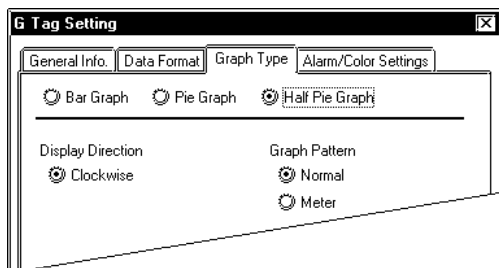 G Tag Setting
General Info. Data Format Graph Type Alarm/Color Settings
Bar Graph Pie Graph Half Pie Graph
Display Direction Graph Pattern
Clockwise Normal
Meter